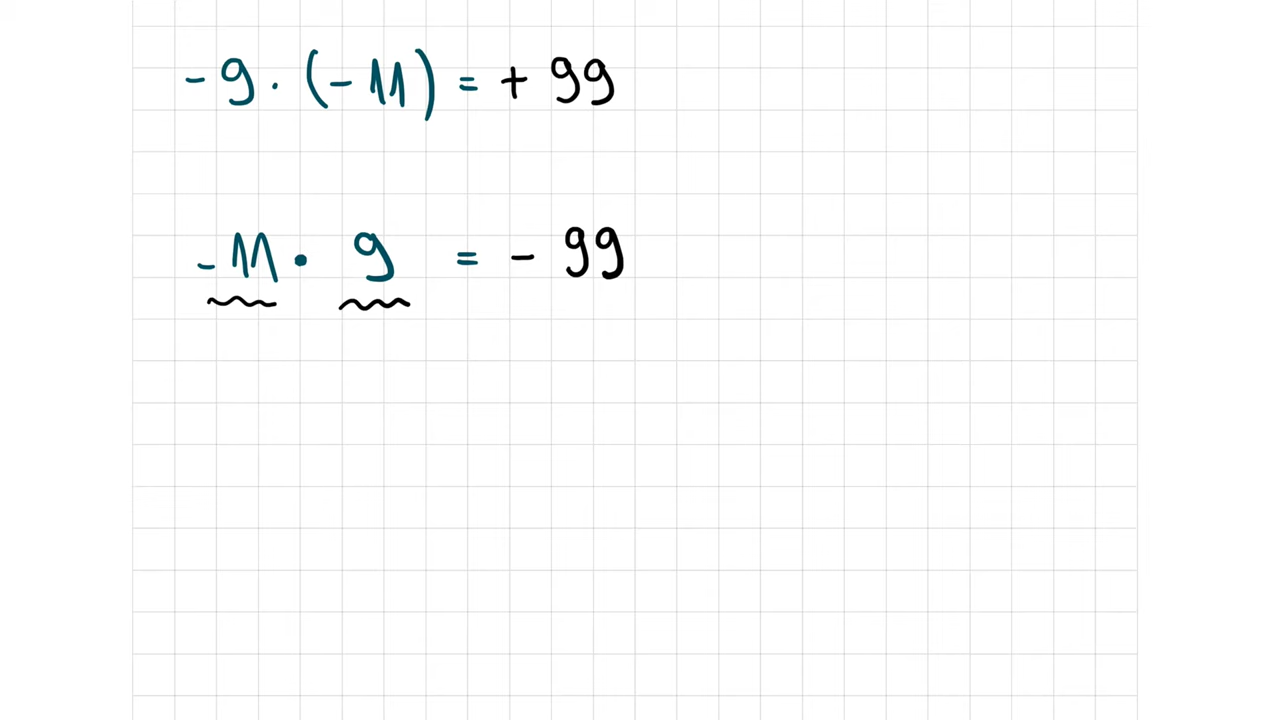 - 9 · (- 11) = + 99
- 11 · 9 = - 99